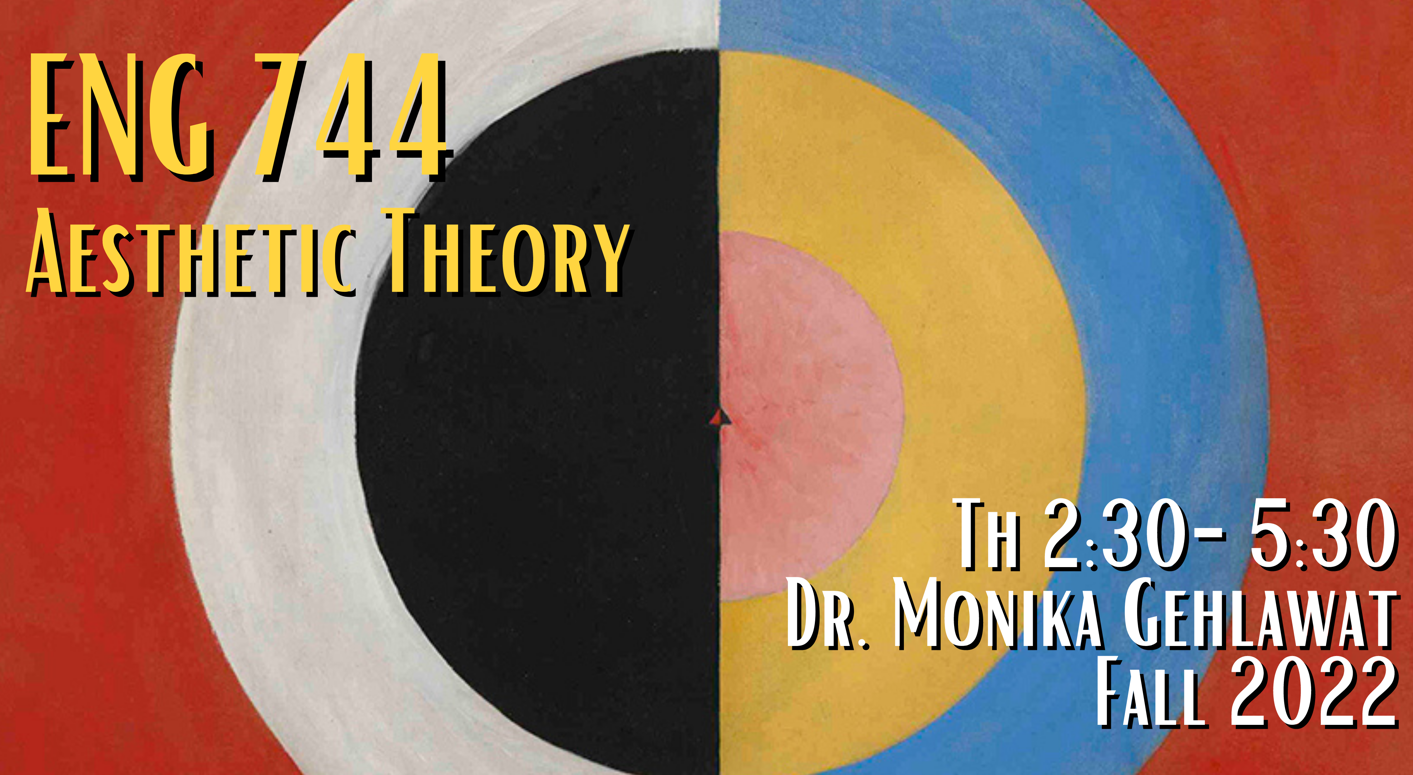 ENG 744
AESTHETIC THEORY
TH 2:30- 5:30
DR. MONIKA GEHLAWAT
FALL 2022